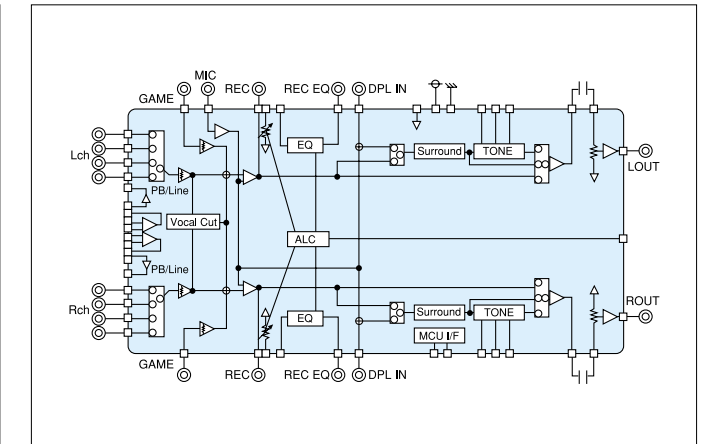 MIC
GAME
REC
REC EQ
DPL IN
EQ
Surround
TONE
Lch
LOUT
PB/Line
Vocal Cut
ALC
PB/Line
Rch
ROUT
EQ
Surround
TONE
MCU I/F
GAME
REC
REC EQ
DPL IN